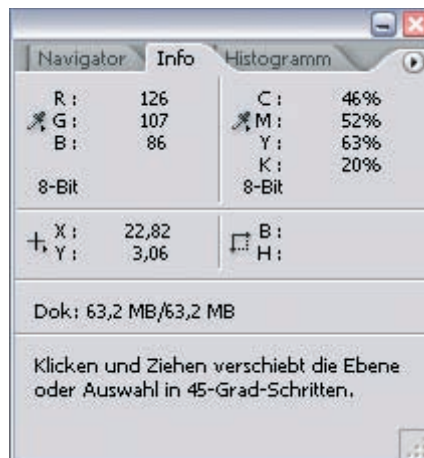 Navigator Info Histogramm
R: 126 C: 46%
G: 107 M: 52%
B: 86 Y: 63%
K: 20%
8-Bit 8-Bit
X: 22,82 B:
Y: 3,06 H:
Dok: 63,2 MB/63,2 MB
Klicken und Ziehen verschiebt die Ebene
oder Auswahl in 45-Grad-Schritten.